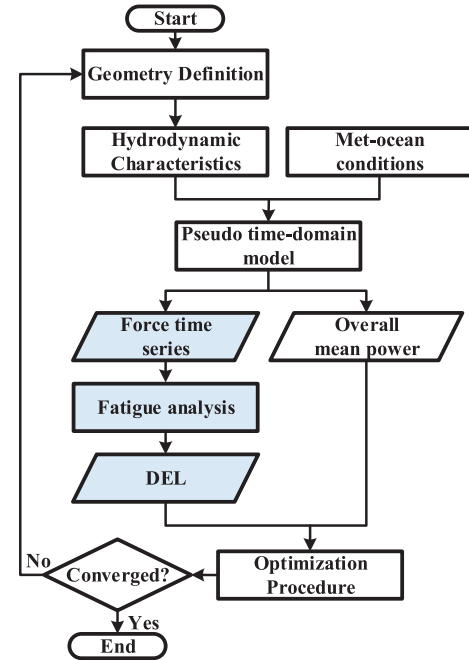 Start
Geometry Definition
Hydrodynamic
Characteristics
Met-ocean
conditions
Pseudo time-domain
model
Force time
series
Overall
mean power
Fatigue analysis
DEL
Optimization
Procedure
Converged?
No
Yes
End